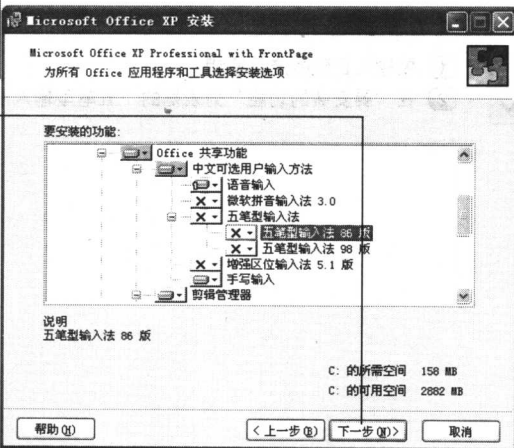 Microsoft Office XP 安装
Microsoft Office XP Professional with FrontPage
为所有 Office 应用程序和工具选择安装选项
要安装的功能:
Office 共享功能
中文可选用户输入方法
语音输入
微软拼音输入法 3.0
五笔型输入法
五笔型输入法 86 版
五笔型输入法 98 版
增强区位输入法 5.1 版
手写输入
剪辑管理器
说明
五笔型输入法 86 版
C: 的所需空间 158 MB
C: 的可用空间 2882 MB
帮助(H) <上一步(B) 下一步(N)> 取消